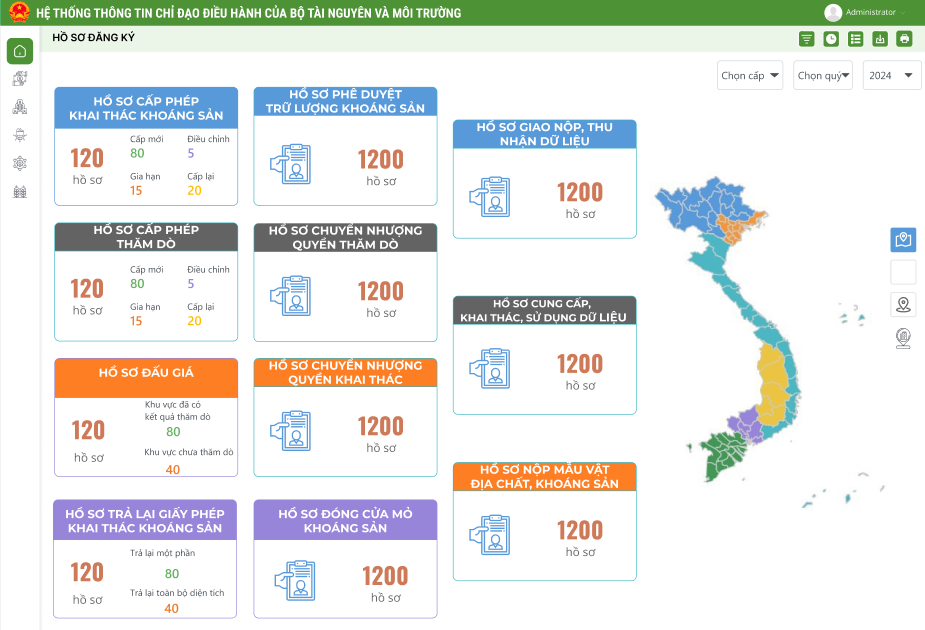 HỆ THỐNG THÔNG TIN CHỈ ĐẠO ĐIỀU HÀNH CỦA BỘ TÀI NGUYÊN VÀ MÔI TRƯỜNG
Administrator
HỒ SƠ ĐĂNG KÝ
Chọn cấp
Chọn quý
2024
HỒ SƠ CẤP PHÉP
KHAI THÁC KHOÁNG SẢN
120
hồ sơ
Cấp mới
80
Điều chỉnh
5
Gia hạn
15
Cấp lại
20
HỒ SƠ PHÊ DUYỆT
TRỮ LƯỢNG KHOÁNG SẢN
1200
hồ sơ
HỒ SƠ GIAO NỘP, THU
NHẬN DỮ LIỆU
1200
hồ sơ
HỒ SƠ CẤP PHÉP
THĂM DÒ
120
hồ sơ
Cấp mới
80
Điều chỉnh
5
Gia hạn
15
Cấp lại
20
HỒ SƠ CHUYỂN NHƯỢNG
QUYỀN THĂM DÒ
1200
hồ sơ
HỒ SƠ CUNG CẤP,
KHAI THÁC, SỬ DỤNG DỮ LIỆU
1200
hồ sơ
HỒ SƠ ĐẤU GIÁ
120
hồ sơ
Khu vực đã có
kết quả thăm dò
80
Khu vực chưa thăm dò
40
HỒ SƠ CHUYỂN NHƯỢNG
QUYỀN KHAI THÁC
1200
hồ sơ
HỒ SƠ NỘP MẪU VẬT
ĐỊA CHẤT, KHOÁNG SẢN
1200
hồ sơ
HỒ SƠ TRẢ LẠI GIẤY PHÉP
KHAI THÁC KHOÁNG SẢN
120
hồ sơ
Trả lại một phần
80
Trả lại toàn bộ diện tích
40
HỒ SƠ ĐÓNG CỬA MỎ
KHOÁNG SẢN
1200
hồ sơ